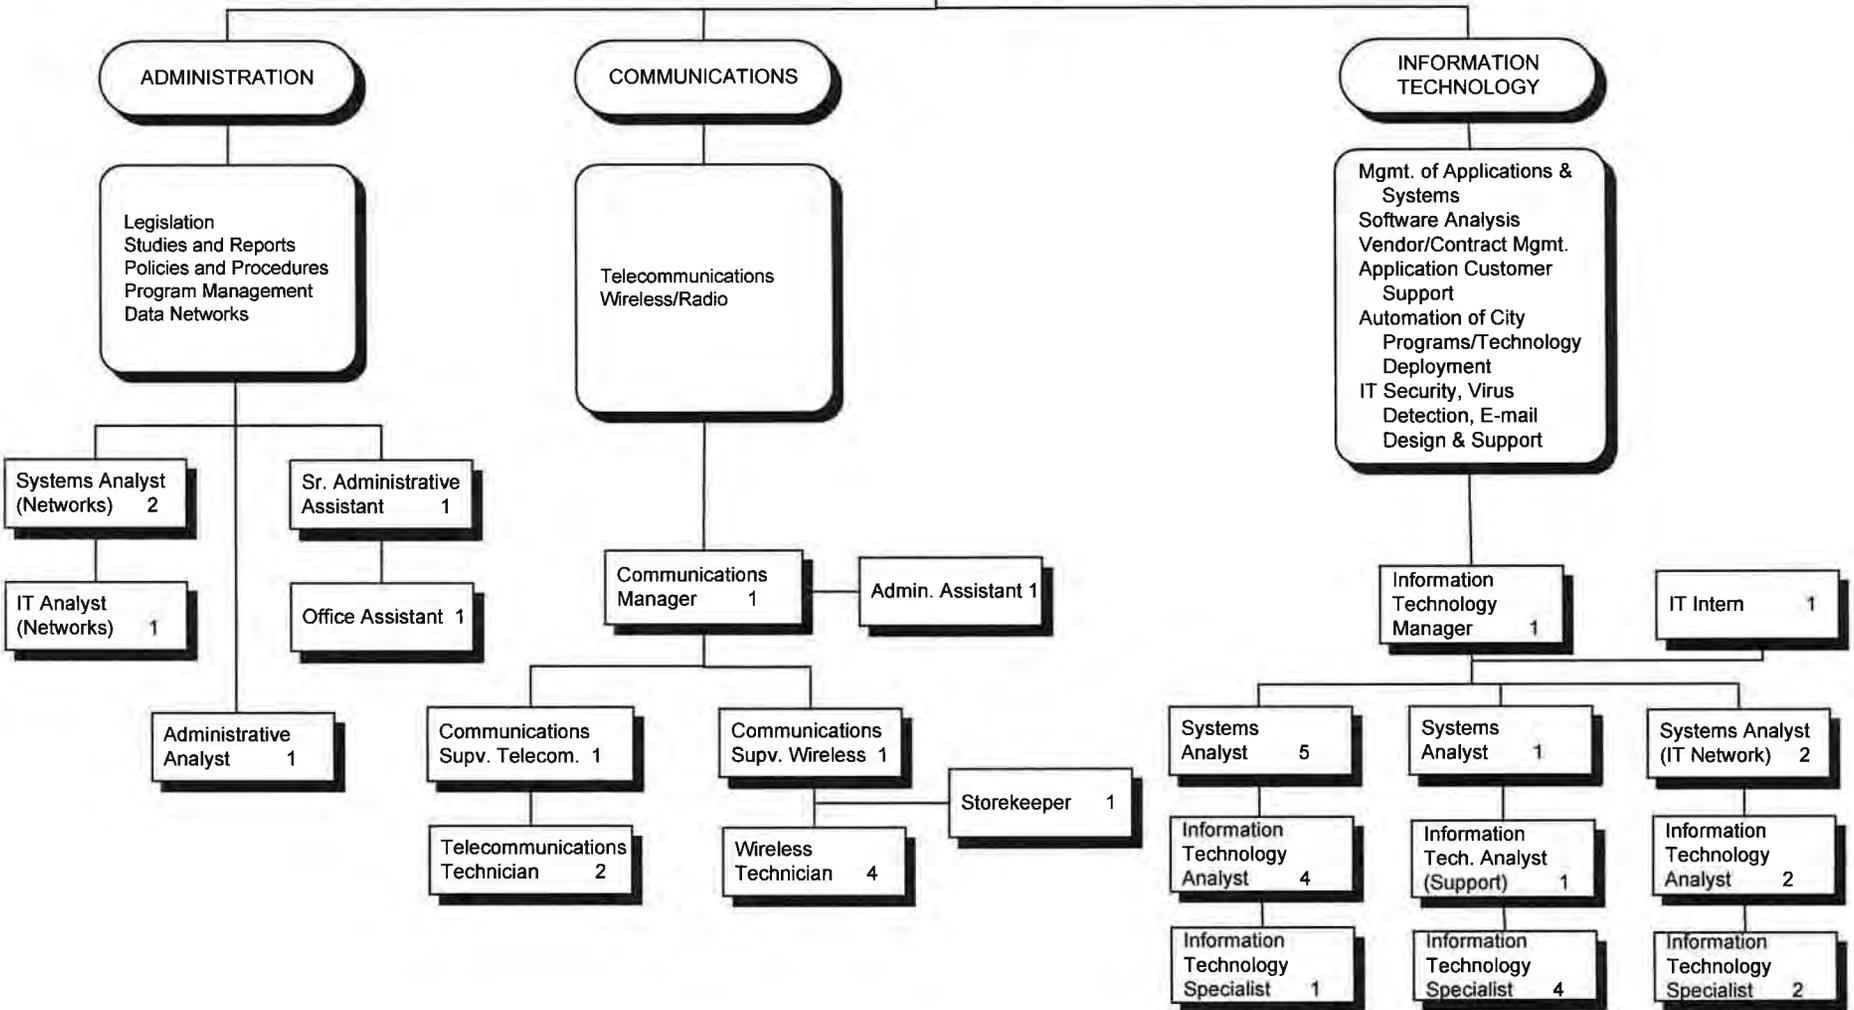 ADMINISTRATION
Legislation
Studies and Reports
Policies and Procedures
Program Management
Data Networks
Systems Analyst
(Networks) 2
IT Analyst
(Networks) 1
Sr. Administrative
Assistant 1
Office Assistant 1
Administrative
Analyst 1
COMMUNICATIONS
Telecommunications
Wireless/Radio
Communications
Manager 1
Admin. Assistant 1
Communications
Supv. Telecom. 1
Telecommunications
Technician 2
Communications
Supv. Wireless 1
Storekeeper 1
Wireless
Technician 4
INFORMATION
TECHNOLOGY
Mgmt. of Applications &
Systems
Software Analysis
Vendor/Contract Mgmt.
Application Customer
Support
Automation of City
Programs/Technology
Deployment
IT Security, Virus
Detection, E-mail
Design & Support
Information
Technology
Manager 1
IT Intern 1
Systems
Analyst 5
Information
Technology
Analyst 4
Information
Technology
Specialist 1
Systems
Analyst 1
Information
Tech. Analyst
(Support) 1
Information
Technology
Specialist 4
Systems Analyst
(IT Network) 2
Information
Technology
Analyst 2
Information
Technology
Specialist 2